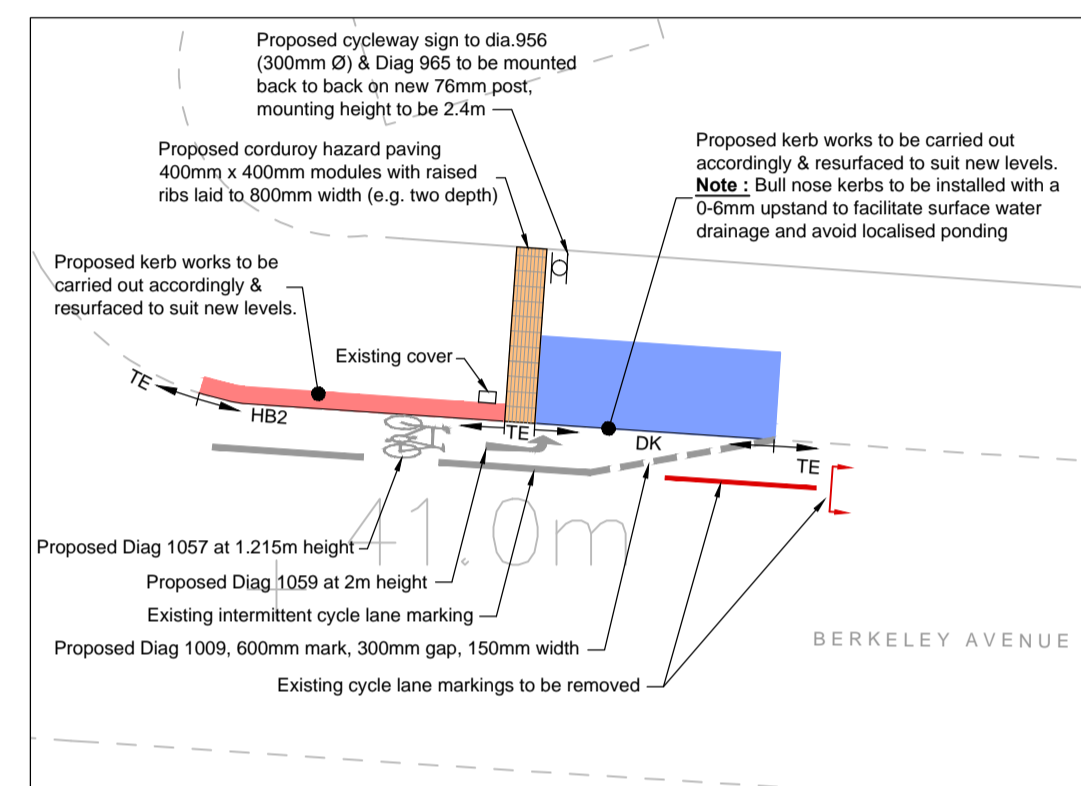 Proposed cycleway sign to dia.956
(300mm Ø) & Diag 965 to be mounted
back to back on new 76mm post,
mounting height to be 2.4m
Proposed corduroy hazard paving
400mm x 400mm modules with raised
ribs laid to 800mm width (e.g. two depth)
Proposed kerb works to be carried out
accordingly & resurfaced to suit new levels.
Note : Bull nose kerbs to be installed with a
0-6mm upstand to facilitate surface water
drainage and avoid localised ponding
Proposed kerb works to be
carried out accordingly &
resurfaced to suit new levels.
Existing cover
TE
HB2
TE
DK
TE
41.0m
Proposed Diag 1057 at 1.215m height
Proposed Diag 1059 at 2m height
Existing intermittent cycle lane marking
Proposed Diag 1009, 600mm mark, 300mm gap, 150mm width
Existing cycle lane markings to be removed
BERKELEY AVENUE